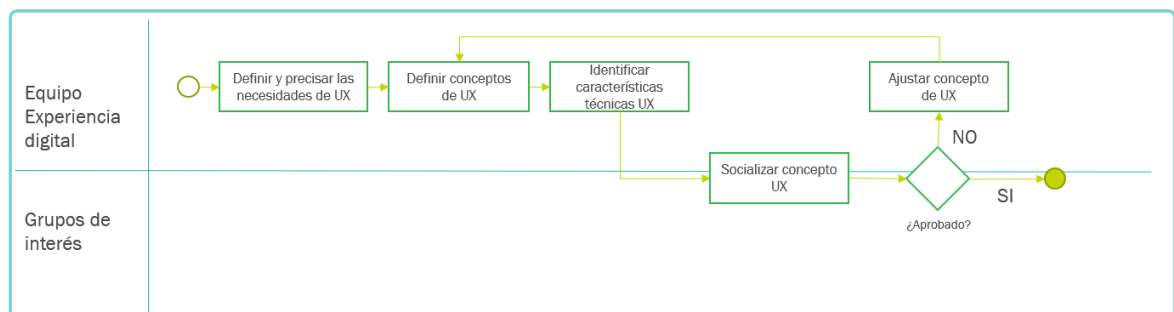 Equipo
Experiencia
digital
Definir y precisar las
necesidades de UX
Definir conceptos
de UX
Identificar
características
técnicas UX
Ajustar concepto
de UX
NO
Socializar concepto
UX
¿Aprobado?
SI
Grupos de
interés